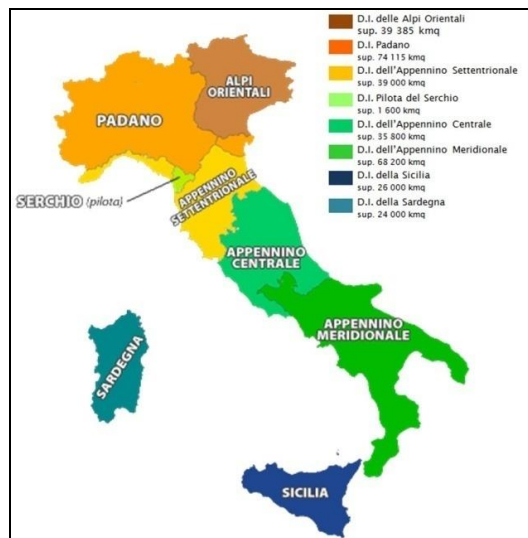 D.I. delle Alpi Orientali
sup. 39 385 kmq
D.I. Padano
sup. 74 115 kmq
D.I. dell'Appennino Settentrionale
sup. 39 000 kmq
D.I. Pilota del Serchio
sup. 1 600 kmq
D.I. dell'Appennino Centrale
sup. 35 800 kmq
D.I. dell'Appennino Meridionale
sup. 68 200 kmq
D.I. della Sicilia
sup. 26 000 kmq
D.I. della Sardegna
sup. 24 000 kmq
ALPI
ORIENTALI
PADANO
SERCHIO (pilota)
APPENNINO
SETTENTRIONALE
APPENNINO
CENTRALE
APPENNINO
MERIDIONALE
SARDEGNA
SICILIA